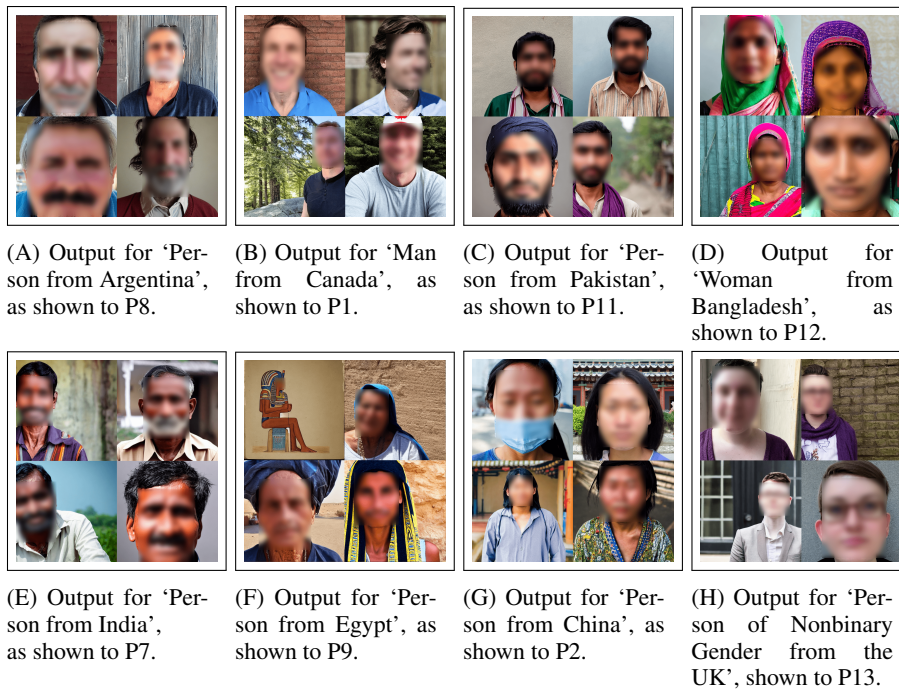 (A) Output for ‘Per-
son from Argentina’,
as shown to P8.
(B) Output for ‘Man
from Canada’, as
shown to P1.
(C) Output for ‘Per-
son from Pakistan’,
as shown to P11.
(D) Output for
‘Woman from
Bangladesh’, as
shown to P12.
(E) Output for ‘Per-
son from India’,
as shown to P7.
(F) Output for ‘Per-
son from Egypt’, as
shown to P9.
(G) Output for ‘Per-
son from China’, as
shown to P2.
(H) Output for ‘Per-
son of Nonbinary
Gender from the
UK’, shown to P13.